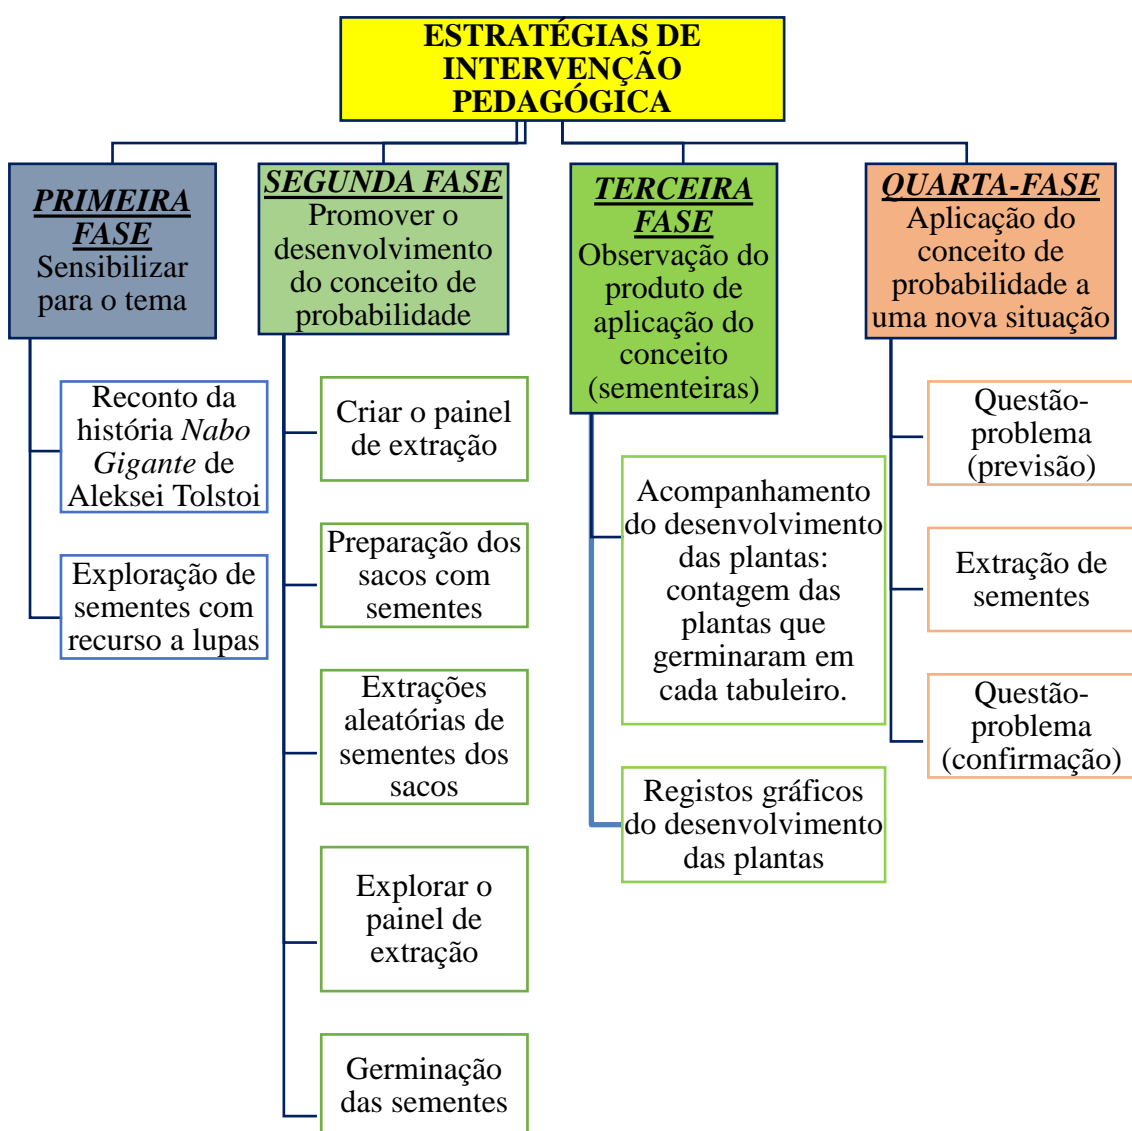 ESTRATÉGIAS DE
INTERVENÇÃO
PEDAGÓGICA
PRIMEIRA
FASE
Sensibilizar
para o tema
Reconto da
história Nabo
Gigante de
Aleksei Tolstoi
Exploração de
sementes com
recurso a lupas
SEGUNDA FASE
Promover o
desenvolvimento
do conceito de
probabilidade
Criar o painel
de extração
Preparação dos
sacos com
sementes
Extrações
aleatórias de
sementes dos
sacos
Explorar o
painel de
extração
Germinação
das sementes
TERCEIRA
FASE
Observação do
produto de
aplicação do
conceito
(sementeiras)
Acompanhamento
do desenvolvimento
das plantas:
contagem das
plantas que
germinaram em
cada tabuleiro.
Registos gráficos
do desenvolvimento
das plantas
QUARTA-FASE
Aplicação do
conceito de
probabilidade a
uma nova situação
Questão-
problema
(previsão)
Extração de
sementes
Questão-
problema
(confirmação)